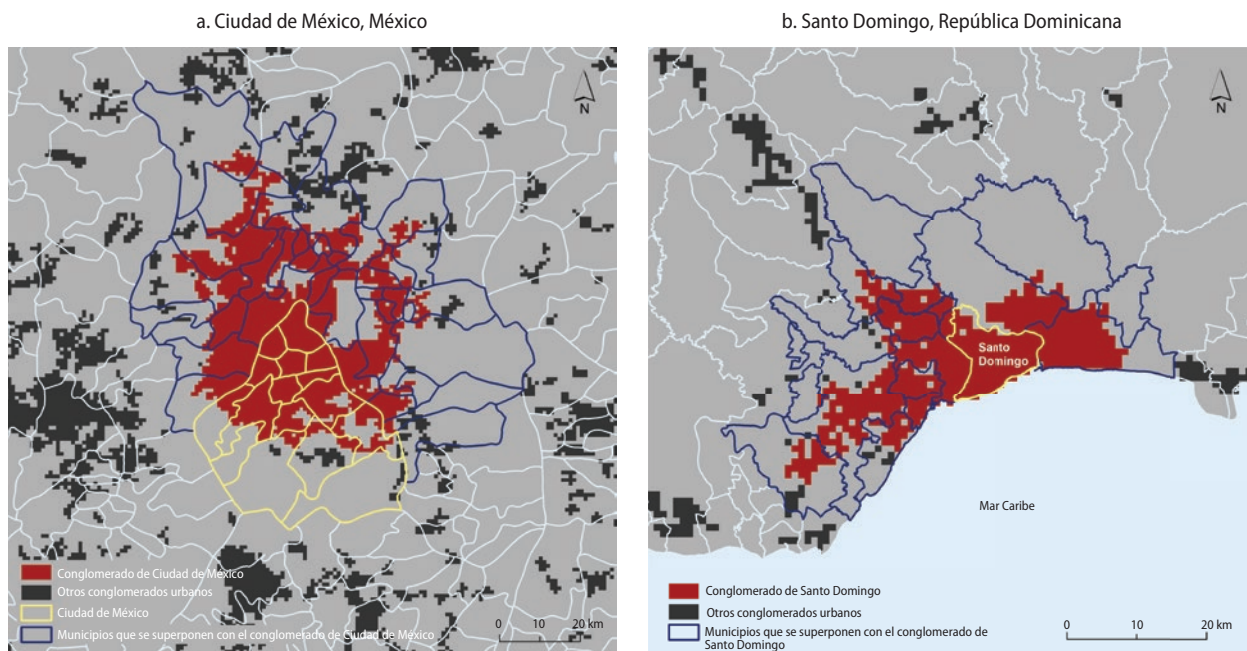 a. Ciudad de México, México
N
Conglomerado de Ciudad de México
Otros conglomerados urbanos
Ciudad de México
Municipios que se superponen con el conglomerado de Ciudad de México
0 10 20 km
b. Santo Domingo, República Dominicana
N
Santo
Domingo
Mar Caribe
Conglomerado de Santo Domingo
Otros conglomerados urbanos
Municipios que se superponen con el conglomerado de
Santo Domingo
0 10 20 km